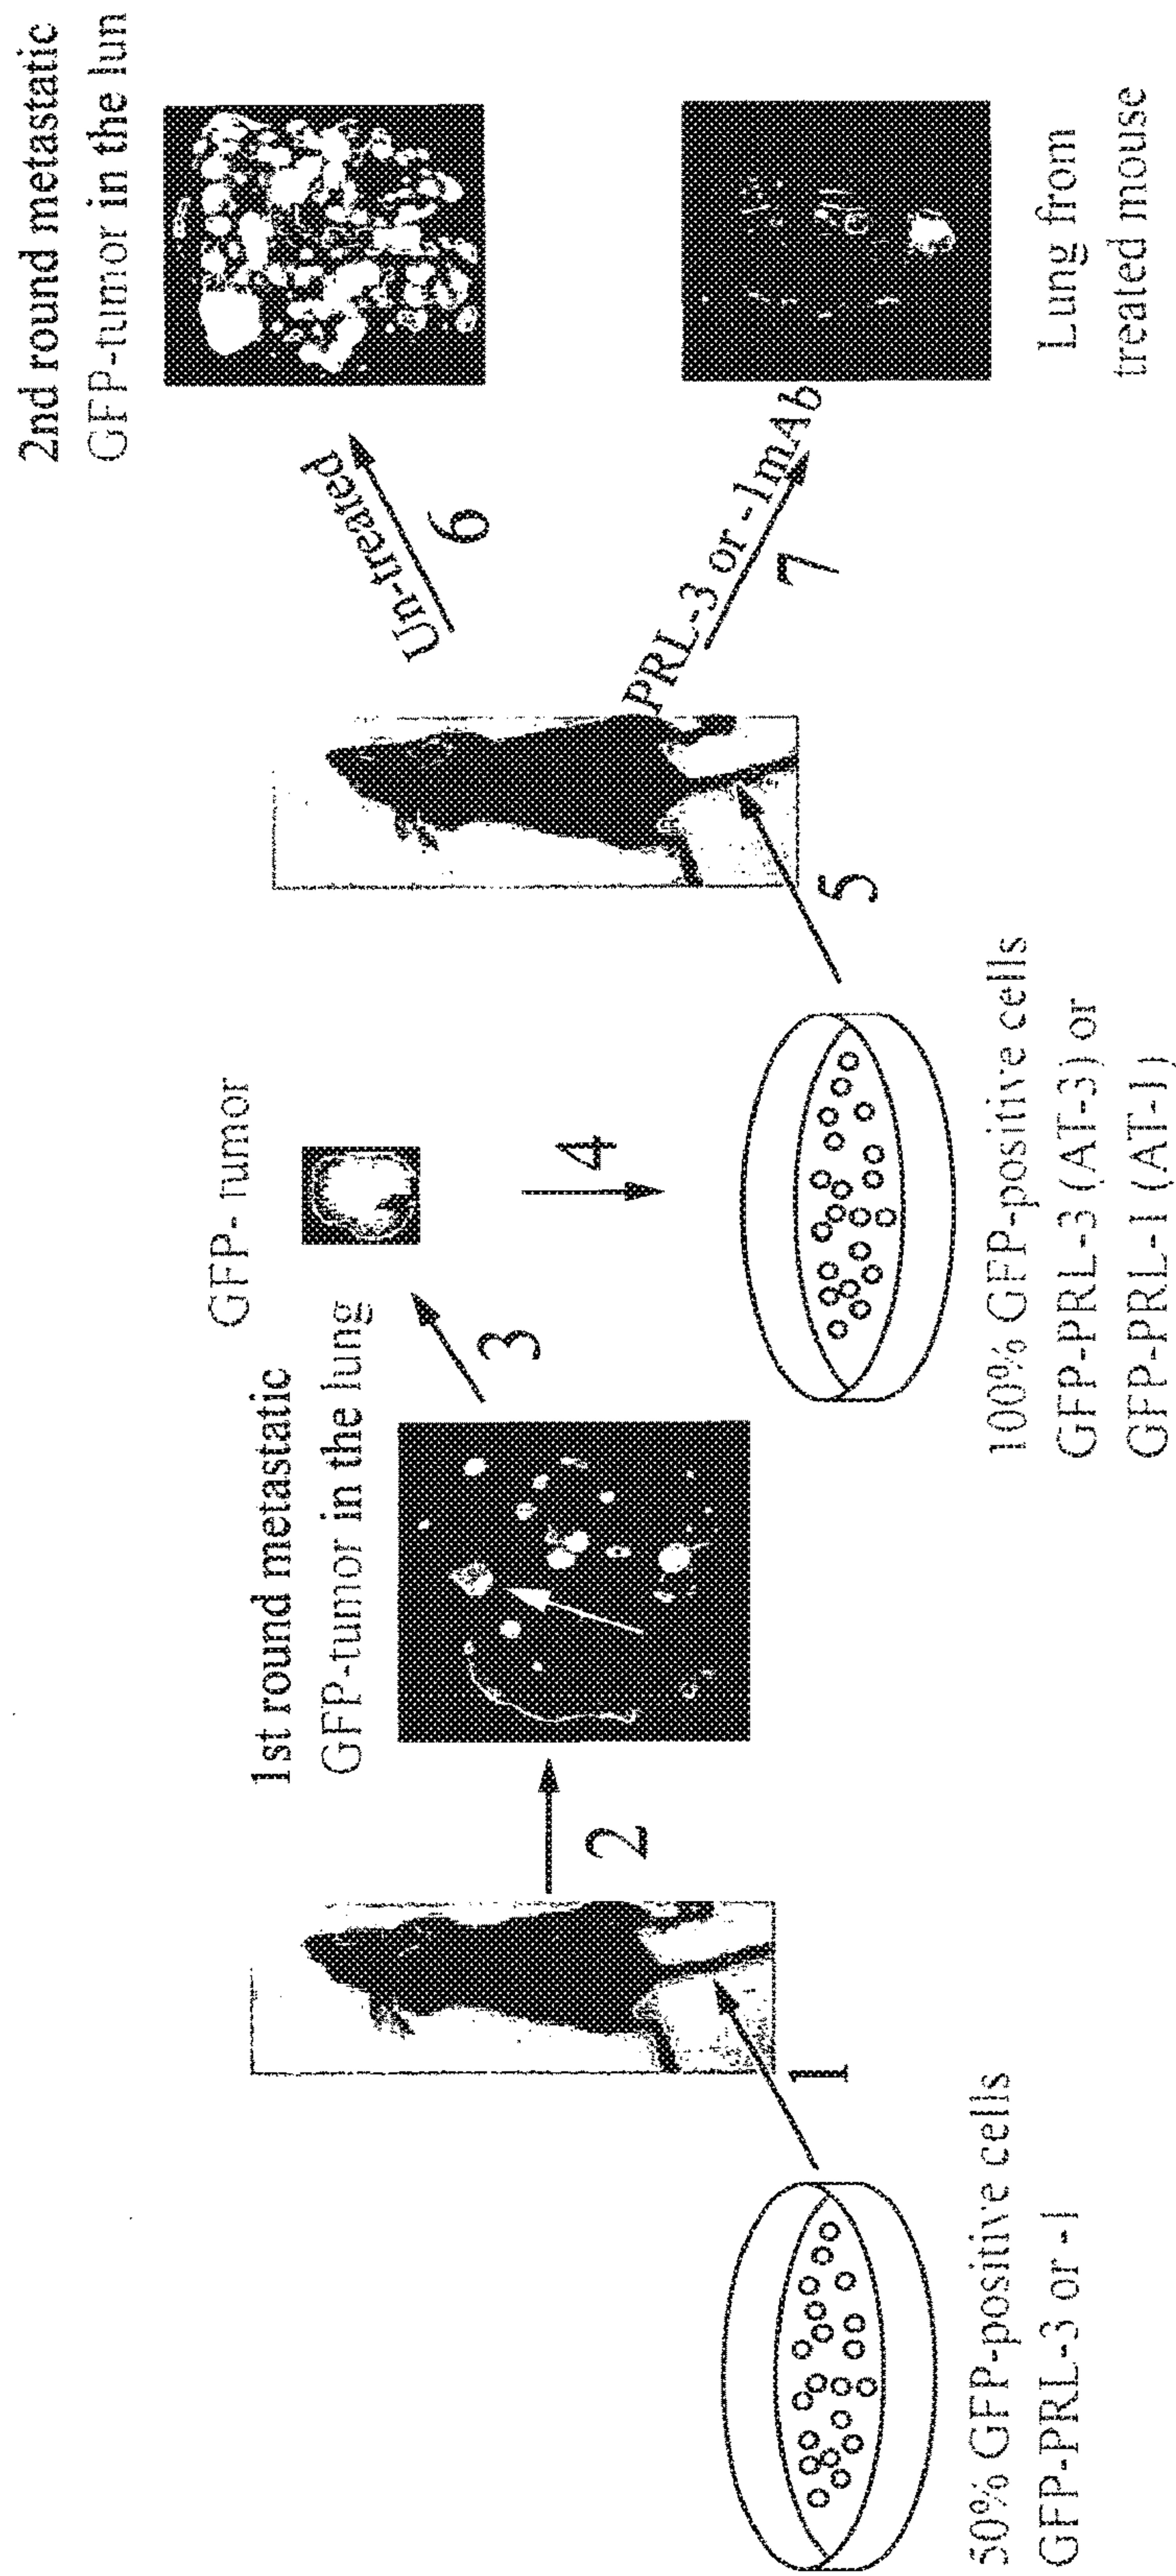 50% GFP-positive cells
GFP-PRL-3 or -1
1
2
1st round metastatic
GFP-tumor in the lung
3
GFP- tumor
4
100% GFP-positive cells
GFP-PRL-3 (AT-3) or
GFP-PRL-1 (AT-1)
5
Un-treated
6
2nd round metastatic
GFP-tumor in the lun
PRL-3 or -1mAb
7
Lung from
treated mouse